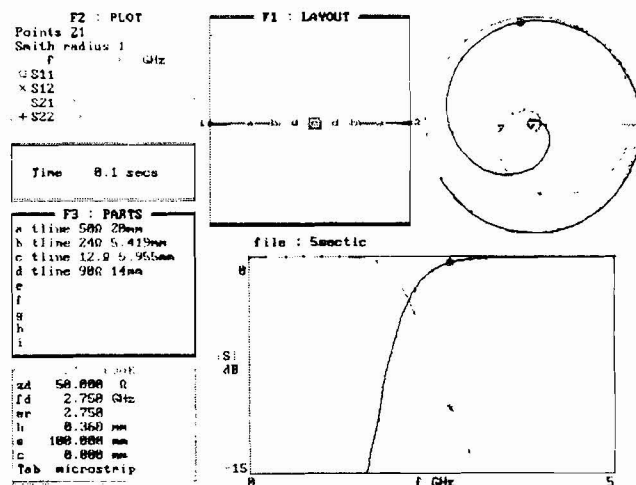 F2 : PLOT
Points 21
Smith radius 1
f GHz
S11
×S12
S21
+S22
Time 0.1 secs
F3 : PARTS
a tline 50Ω 20mm
b tline 24Ω 5.419mm
c tline 12.Ω 5.955mm
d tline 90Ω 14mm
e
f
g
h
i
zd 50.000 Ω
fd 2.750 GHz
er 2.750
h 0.360 mm
s 100.000 mm
c 0.000 mm
Tab microstrip
F1 : LAYOUT
1 a b d d b a 2
file : 5sectic
0
|S|
dB
-15
0 f GHz 5